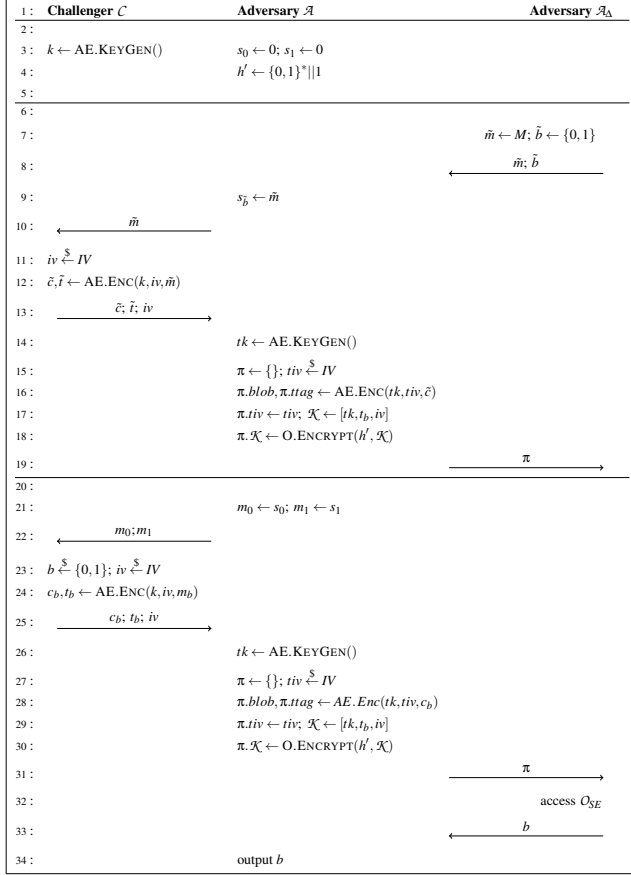 1 : Challenger 𝒞 Adversary 𝒜 Adversary 𝒜_Δ
2 :
3 : k ← AE.KEYGEN() s_0 ← 0; s_1 ← 0
4 : h′ ← {0,1}*||1
5 :
6 :
7 : m̃ ← M; b̃ ← {0,1}
8 : m̃; b̃
9 : s_b̃ ← m̃
10 : m̃
11 : iv ←$ IV
12 : c̃,t̃ ← AE.ENC(k,iv,m̃)
13 : c̃; t̃; iv
14 : tk ← AE.KEYGEN()
15 : π ← {}; tiv ←$ IV
16 : π.blob,π.ttag ← AE.ENC(tk,tiv,c̃)
17 : π.tiv ← tiv; 𝒦 ← [tk,t_b,iv]
18 : π.𝒦 ← O.ENCRYPT(h′,𝒦)
19 : π
20 :
21 : m_0 ← s_0; m_1 ← s_1
22 : m_0;m_1
23 : b ←$ {0,1}; iv ←$ IV
24 : c_b,t_b ← AE.ENC(k,iv,m_b)
25 : c_b; t_b; iv
26 : tk ← AE.KEYGEN()
27 : π ← {}; tiv ←$ IV
28 : π.blob,π.ttag ← AE.Enc(tk,tiv,c_b)
29 : π.tiv ← tiv; 𝒦 ← [tk,t_b,iv]
30 : π.𝒦 ← O.ENCRYPT(h′,𝒦)
31 : π
32 : access 𝒪_SE
33 : b
34 : output b